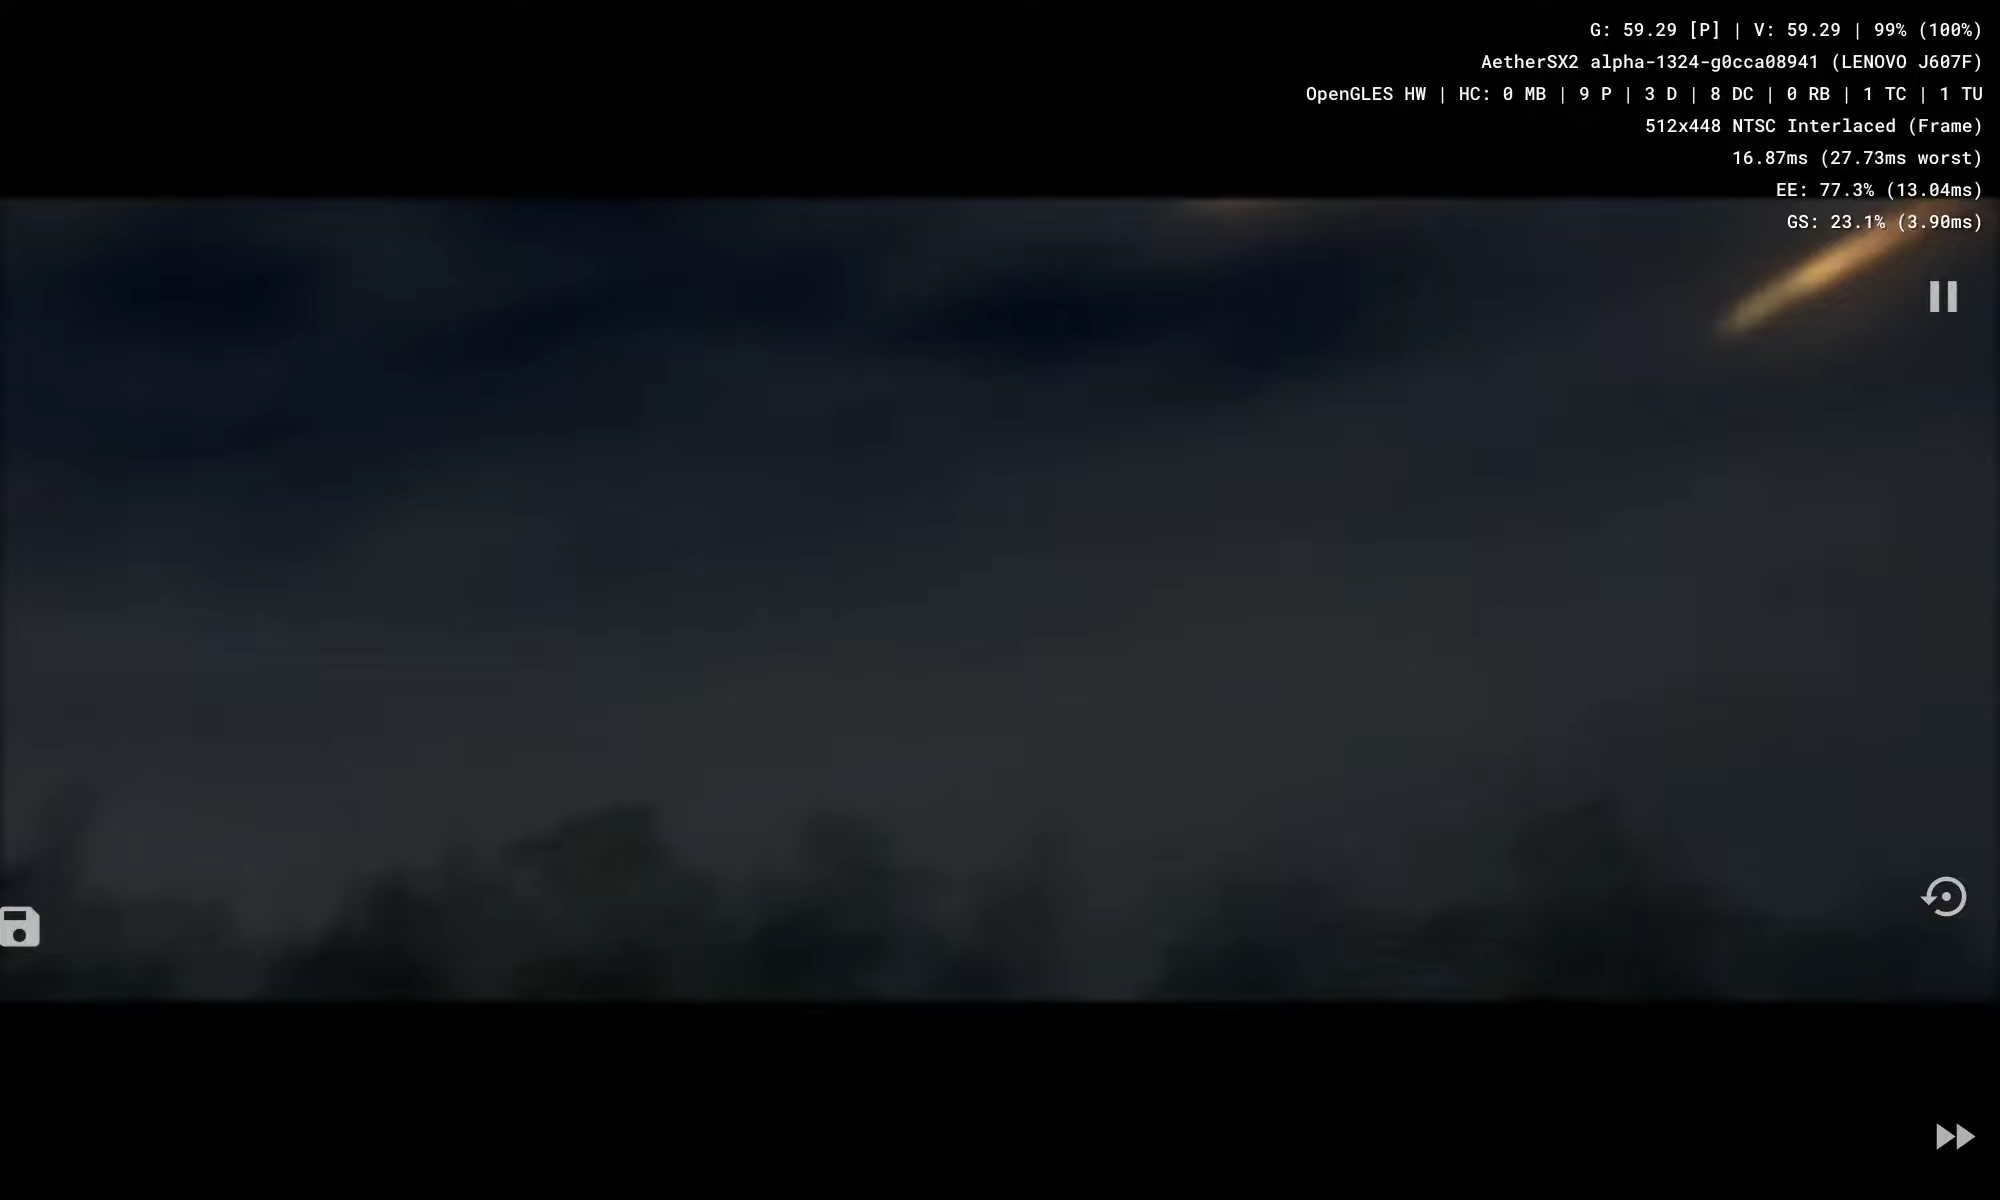 G: 59.29 [P] | V: 59.29 | 99% (100%)
AetherSX2 alpha-1324-g0cca08941 (LENOVO J607F)
OpenGLES HW | HC: 0 MB | 9 P | 3 D | 8 DC | 0 RB | 1 TC | 1 TU
512x448 NTSC Interlaced (Frame)
16.87ms (27.73ms worst)
EE: 77.3% (13.04ms)
GS: 23.1% (3.90ms)